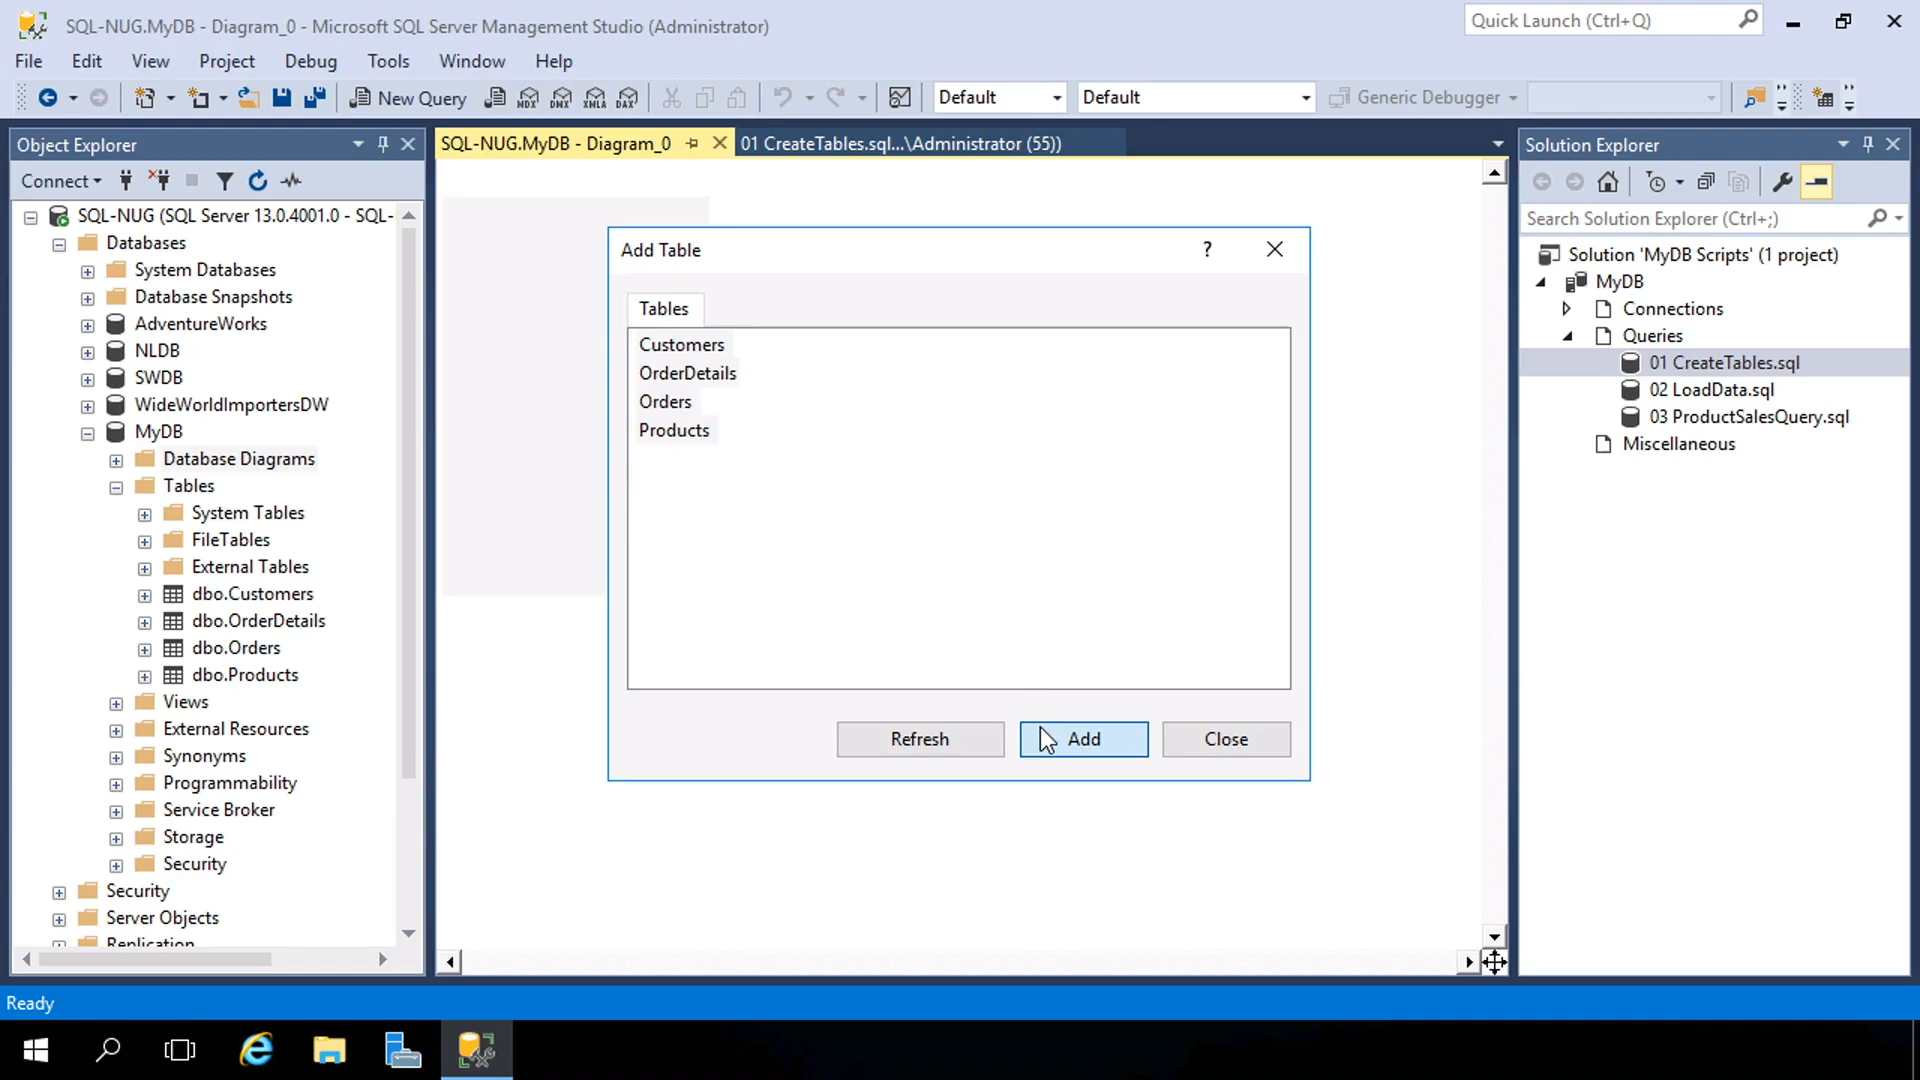 SQL-NUG.MyDB - Diagram_0 - Microsoft SQL Server Management Studio (Administrator)
Quick Launch (Ctrl+Q)
File Edit View Project Debug Tools Window Help
New Query
MDX DMX XMLA DAX
Default
Default
Generic Debugger
Object Explorer
SQL-NUG.MyDB - Diagram_0
01 CreateTables.sql...\Administrator (55))
Solution Explorer
Connect
SQL-NUG (SQL Server 13.0.4001.0 - SQL-
Databases
System Databases
Database Snapshots
AdventureWorks
NLDB
SWDB
WideWorldImportersDW
MyDB
Database Diagrams
Tables
System Tables
FileTables
External Tables
dbo.Customers
dbo.OrderDetails
dbo.Orders
dbo.Products
Views
External Resources
Synonyms
Programmability
Service Broker
Storage
Security
Security
Server Objects
Replication
Add Table
?
Tables
Customers
OrderDetails
Orders
Products
Refresh
Add
Close
Search Solution Explorer (Ctrl+;)
Solution 'MyDB Scripts' (1 project)
MyDB
Connections
Queries
01 CreateTables.sql
02 LoadData.sql
03 ProductSalesQuery.sql
Miscellaneous
Ready